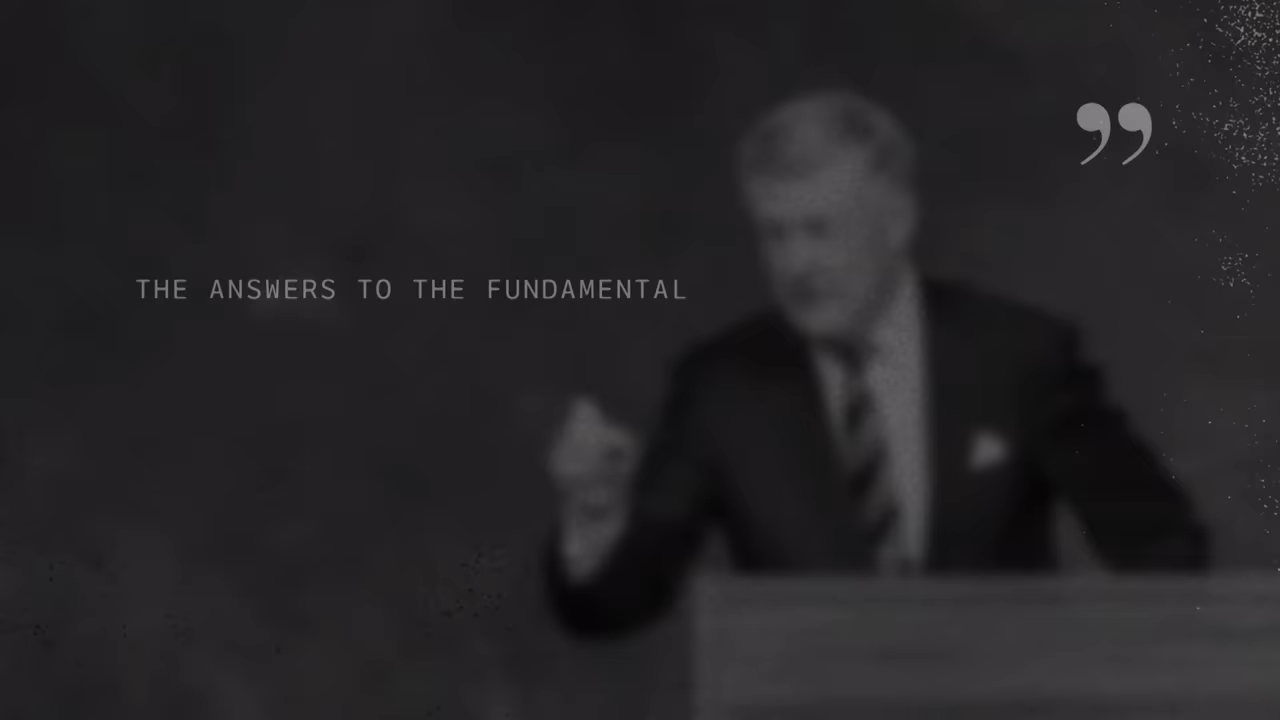 ”
THE ANSWERS TO THE FUNDAMENTAL